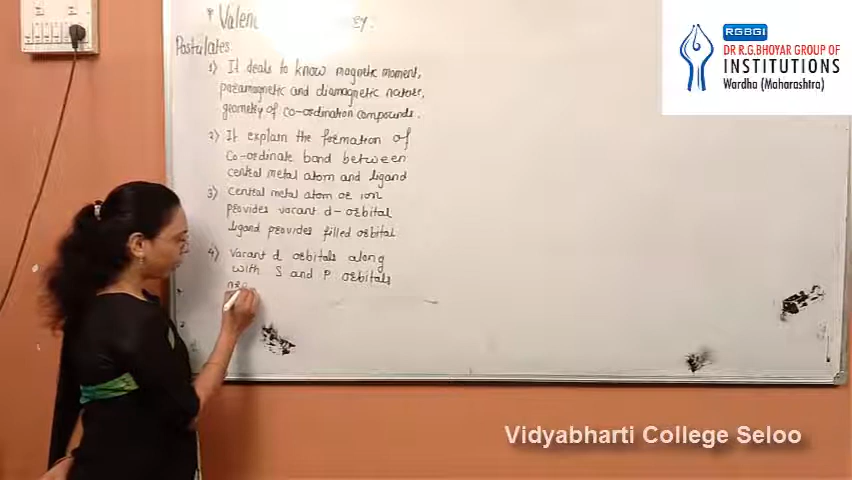 Valen
Postulates
1) It deals to know magnetic moment,
paramagnetic and diamagnetic nature,
geometry of co-ordination compounds.
2) It explain the formation of
Co-ordinate bond between
central metal atom and ligand
3) Central metal atom or ion
provides vacant d-orbital
ligand provides filled orbital
4) Vacant d orbitals along
with S and P orbitals
RGBGI
DR R.G.BHOYAR GROUP OF
INSTITUTIONS
Wardha (Maharashtra)
Vidyabharti College Seloo